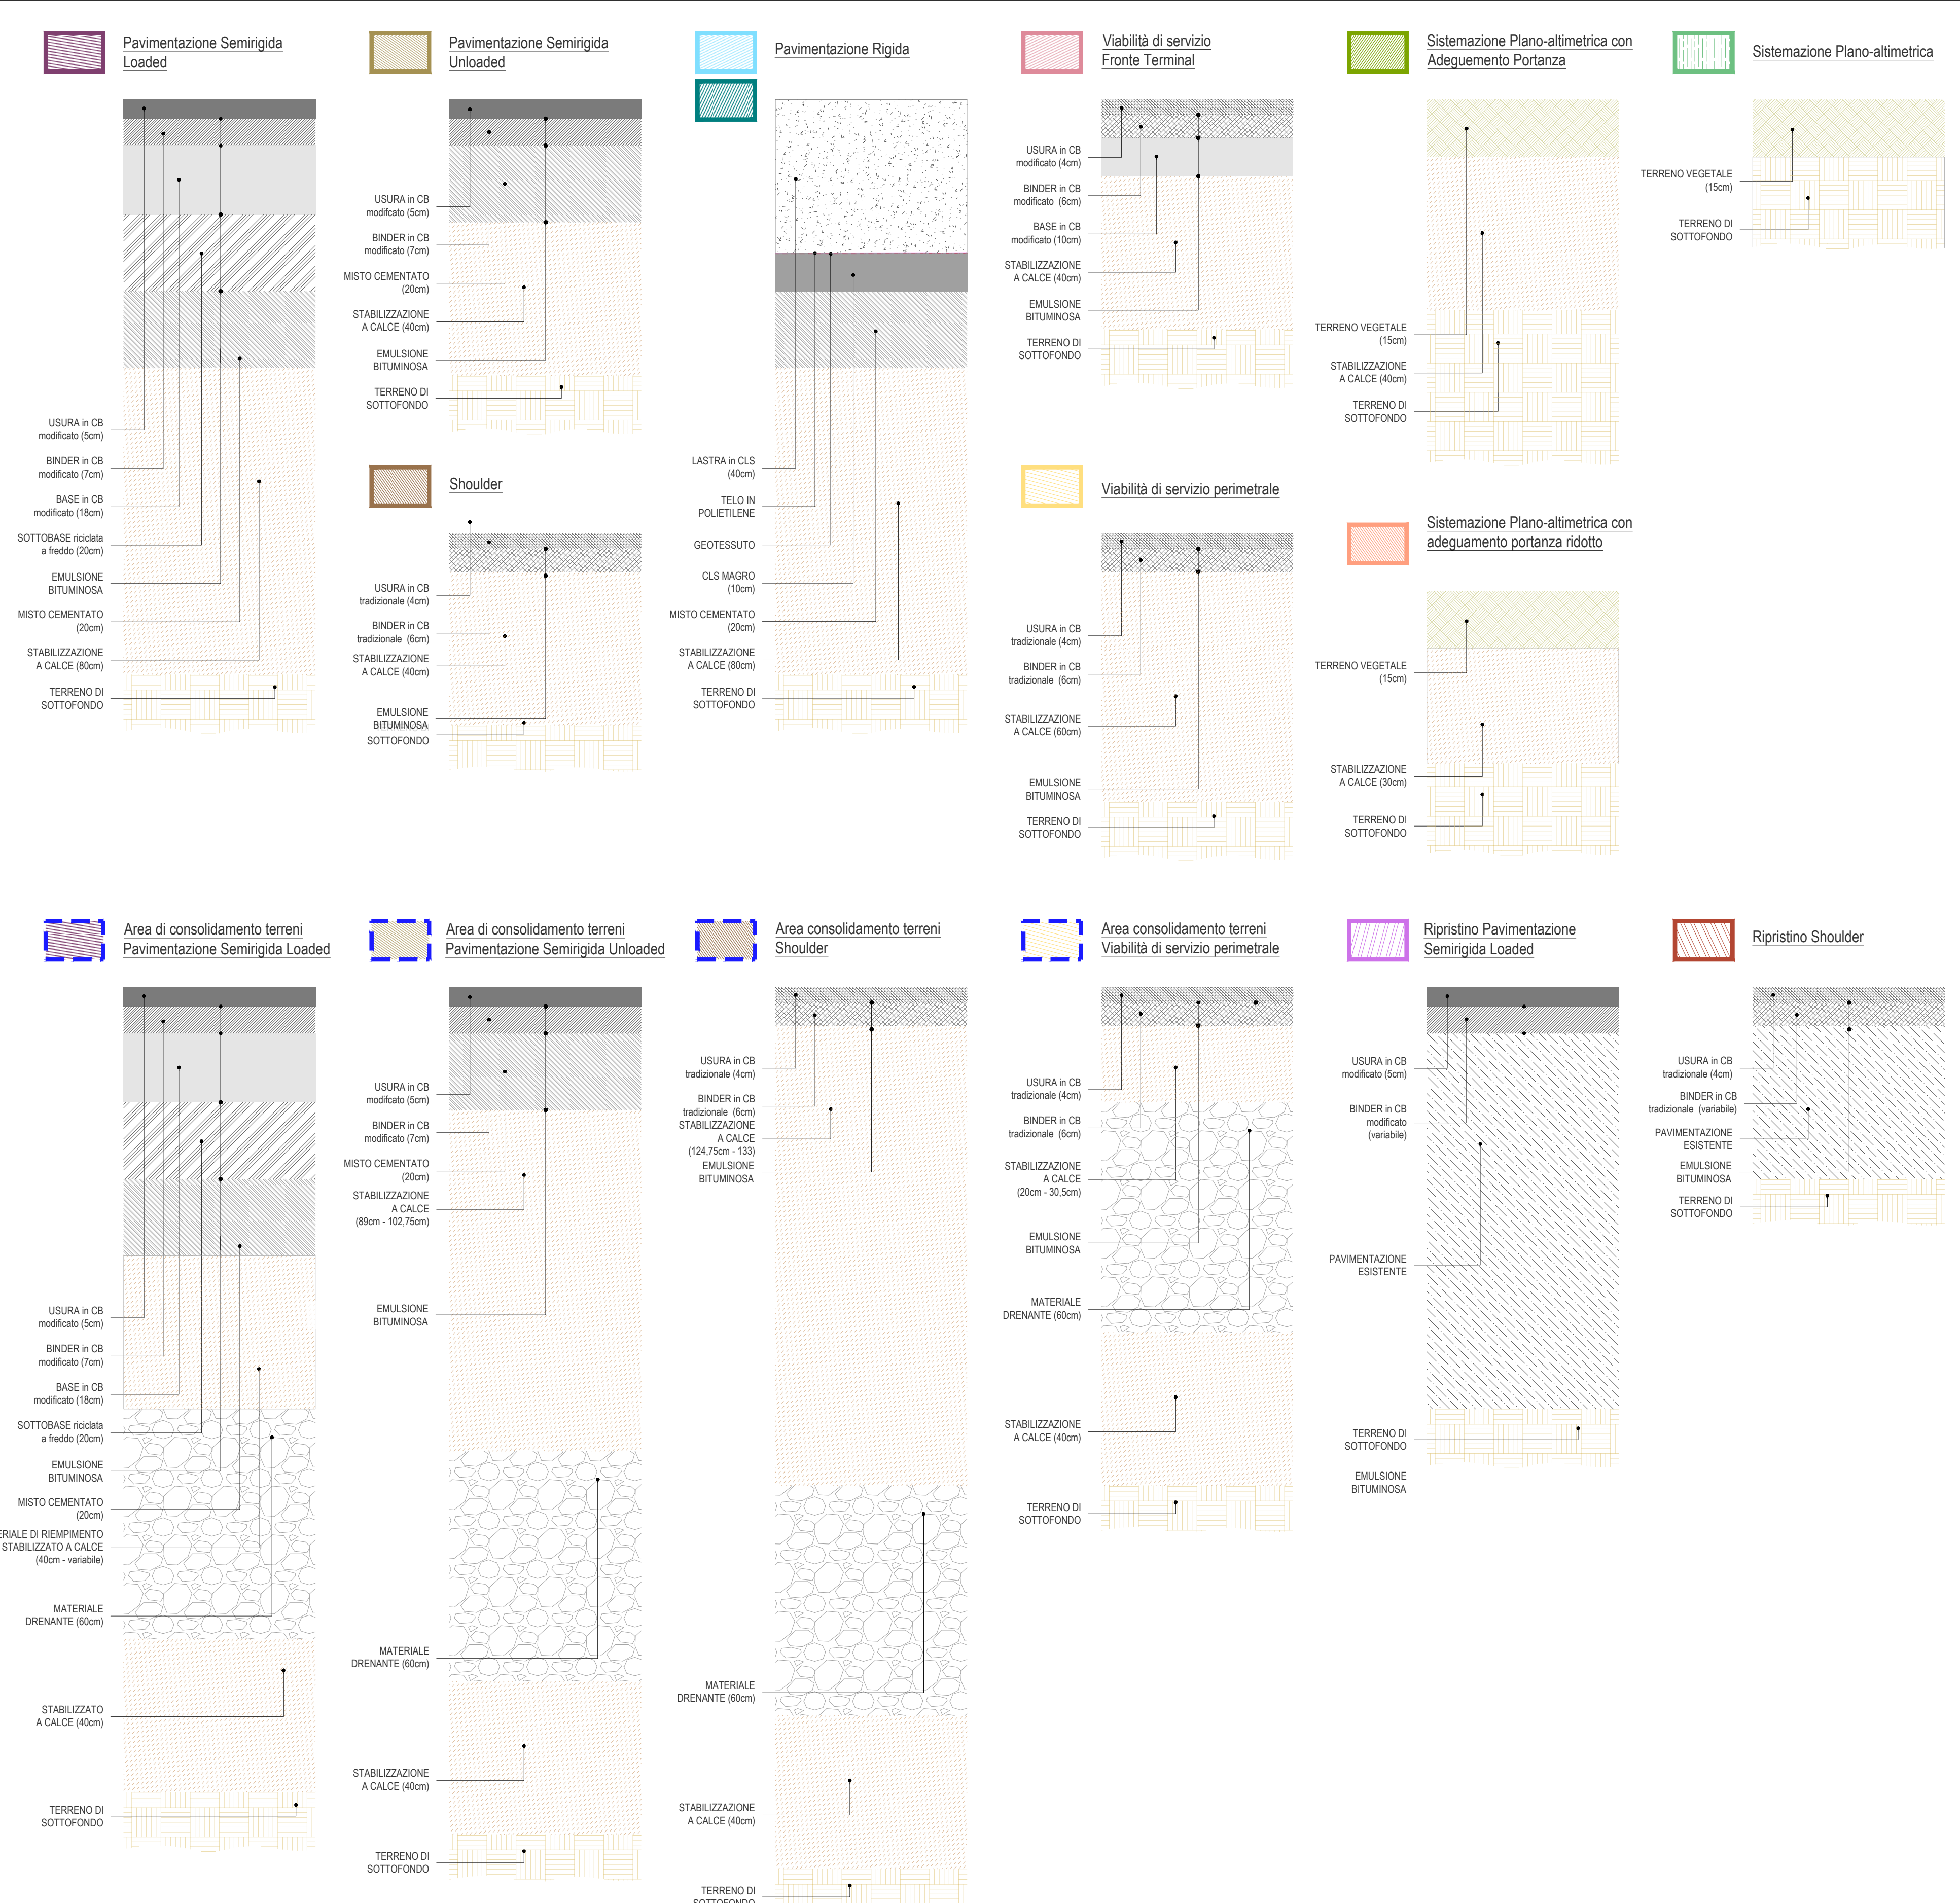 Pavimentazione Semirigida
Loaded
USURA in CB
modificato (5cm)
BINDER in CB
modificato (7cm)
BASE in CB
modificato (18cm)
SOTTOBASE riciclata
a freddo (20cm)
EMULSIONE
BITUMINOSA
MISTO CEMENTATO
(20cm)
STABILIZZAZIONE
A CALCE (80cm)
TERRENO DI
SOTTOFONDO
Pavimentazione Semirigida
Unloaded
USURA in CB
modifcato (5cm)
BINDER in CB
modificato (7cm)
MISTO CEMENTATO
(20cm)
STABILIZZAZIONE
A CALCE (40cm)
EMULSIONE
BITUMINOSA
TERRENO DI
SOTTOFONDO
Shoulder
USURA in CB
tradizionale (4cm)
BINDER in CB
tradizionale (6cm)
STABILIZZAZIONE
A CALCE (40cm)
EMULSIONE
BITUMINOSA
SOTTOFONDO
Pavimentazione Rigida
LASTRA in CLS
(40cm)
TELO IN
POLIETILENE
GEOTESSUTO
CLS MAGRO
(10cm)
MISTO CEMENTATO
(20cm)
STABILIZZAZIONE
A CALCE (80cm)
TERRENO DI
SOTTOFONDO
Viabilità di servizio
Fronte Terminal
USURA in CB
modificato (4cm)
BINDER in CB
modificato (6cm)
BASE in CB
modificato (10cm)
STABILIZZAZIONE
A CALCE (40cm)
EMULSIONE
BITUMINOSA
TERRENO DI
SOTTOFONDO
Viabilità di servizio perimetrale
USURA in CB
tradizionale (4cm)
BINDER in CB
tradizionale (6cm)
STABILIZZAZIONE
A CALCE (60cm)
EMULSIONE
BITUMINOSA
TERRENO DI
SOTTOFONDO
Sistemazione Plano-altimetrica con
Adeguemento Portanza
TERRENO VEGETALE
(15cm)
STABILIZZAZIONE
A CALCE (40cm)
TERRENO DI
SOTTOFONDO
Sistemazione Plano-altimetrica con
adeguamento portanza ridotto
TERRENO VEGETALE
(15cm)
STABILIZZAZIONE
A CALCE (30cm)
TERRENO DI
SOTTOFONDO
Sistemazione Plano-altimetrica
TERRENO VEGETALE
(15cm)
TERRENO DI
SOTTOFONDO
Area di consolidamento terreni
Pavimentazione Semirigida Loaded
USURA in CB
modificato (5cm)
BINDER in CB
modificato (7cm)
BASE in CB
modificato (18cm)
SOTTOBASE riciclata
a freddo (20cm)
EMULSIONE
BITUMINOSA
MISTO CEMENTATO
(20cm)
ERIALE DI RIEMPIMENTO
STABILIZZATO A CALCE
(40cm - variabile)
MATERIALE
DRENANTE (60cm)
STABILIZZATO
A CALCE (40cm)
TERRENO DI
SOTTOFONDO
Area di consolidamento terreni
Pavimentazione Semirigida Unloaded
USURA in CB
modifcato (5cm)
BINDER in CB
modificato (7cm)
MISTO CEMENTATO
(20cm)
STABILIZZAZIONE
A CALCE
(89cm - 102,75cm)
EMULSIONE
BITUMINOSA
MATERIALE
DRENANTE (60cm)
STABILIZZAZIONE
A CALCE (40cm)
TERRENO DI
SOTTOFONDO
Area consolidamento terreni
Shoulder
USURA in CB
tradizionale (4cm)
BINDER in CB
tradizionale (6cm)
STABILIZZAZIONE
A CALCE
(124,75cm - 133)
EMULSIONE
BITUMINOSA
MATERIALE
DRENANTE (60cm)
STABILIZZAZIONE
A CALCE (40cm)
TERRENO DI
SOTTOFONDO
Area consolidamento terreni
Viabilità di servizio perimetrale
USURA in CB
tradizionale (4cm)
BINDER in CB
tradizionale (6cm)
STABILIZZAZIONE
A CALCE
(20cm - 30,5cm)
EMULSIONE
BITUMINOSA
MATERIALE
DRENANTE (60cm)
STABILIZZAZIONE
A CALCE (40cm)
TERRENO DI
SOTTOFONDO
Ripristino Pavimentazione
Semirigida Loaded
USURA in CB
modificato (5cm)
BINDER in CB
modificato
(variabile)
PAVIMENTAZIONE
ESISTENTE
TERRENO DI
SOTTOFONDO
EMULSIONE
BITUMINOSA
Ripristino Shoulder
USURA in CB
tradizionale (4cm)
BINDER in CB
tradizionale (variabile)
PAVIMENTAZIONE
ESISTENTE
EMULSIONE
BITUMINOSA
TERRENO DI
SOTTOFONDO